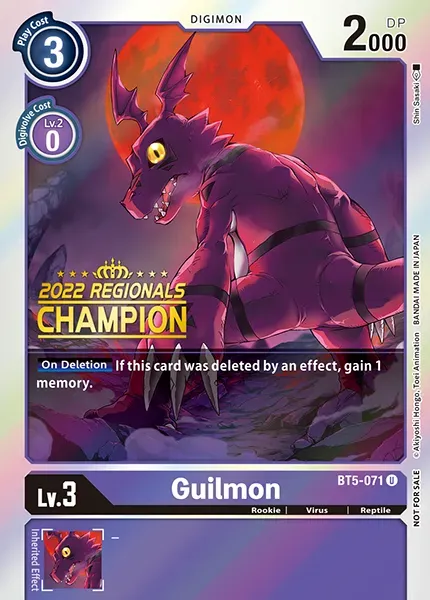 DIGIMON
Play Cost
3
DP
2000
Digivolve Cost
Lv.2
0
Shin Sasaki
2022 REGIONALS
CHAMPION
On Deletion If this card was deleted by an effect, gain 1
memory.
© Akiyoshi Hongo, Toei Animation BANDAI MADE IN JAPAN
NOT FOR SALE
Lv.3
Guilmon
BT5-071 U
Rookie | Virus | Reptile
Inherited Effect
–